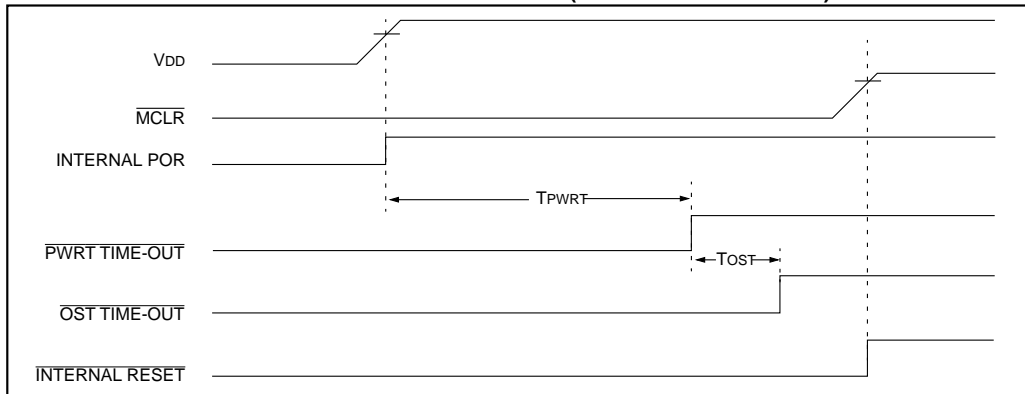 VDD
MCLR
INTERNAL POR
TPWRT
PWRT TIME-OUT
TOST
OST TIME-OUT
INTERNAL RESET